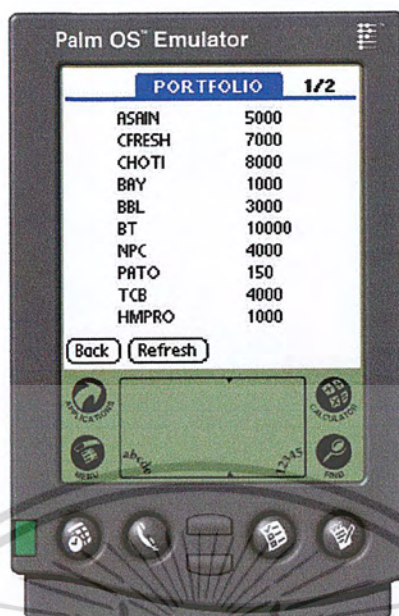 Palm OS™ Emulator
PORTFOLIO 1/2
ASAIN 5000
CFRESH 7000
CHOTI 8000
BAY 1000
BBL 3000
BT 10000
NPC 4000
PATO 150
TCB 4000
HMPRO 1000
Back Refresh
APPLICATIONS CALCULATOR
abcde 12345
MENU FIND